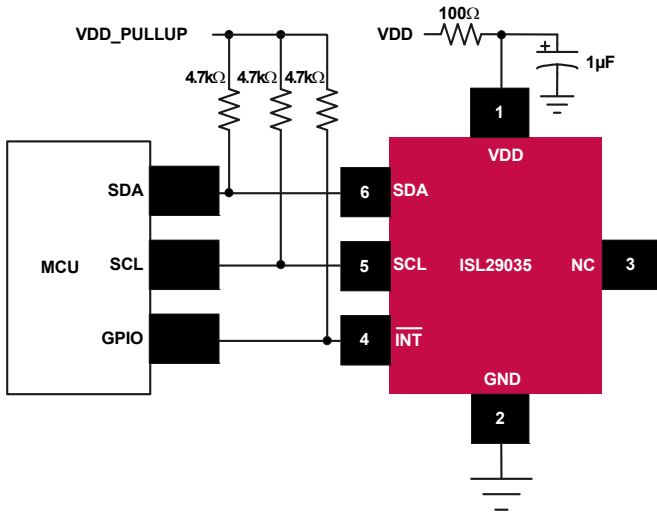 100Ω
VDD_PULLUP
VDD
1µF
4.7kΩ 4.7kΩ 4.7kΩ
1
VDD
SDA
6
SDA
MCU
SCL
5
SCL
ISL29035
NC
3
GPIO
4
INT
GND
2